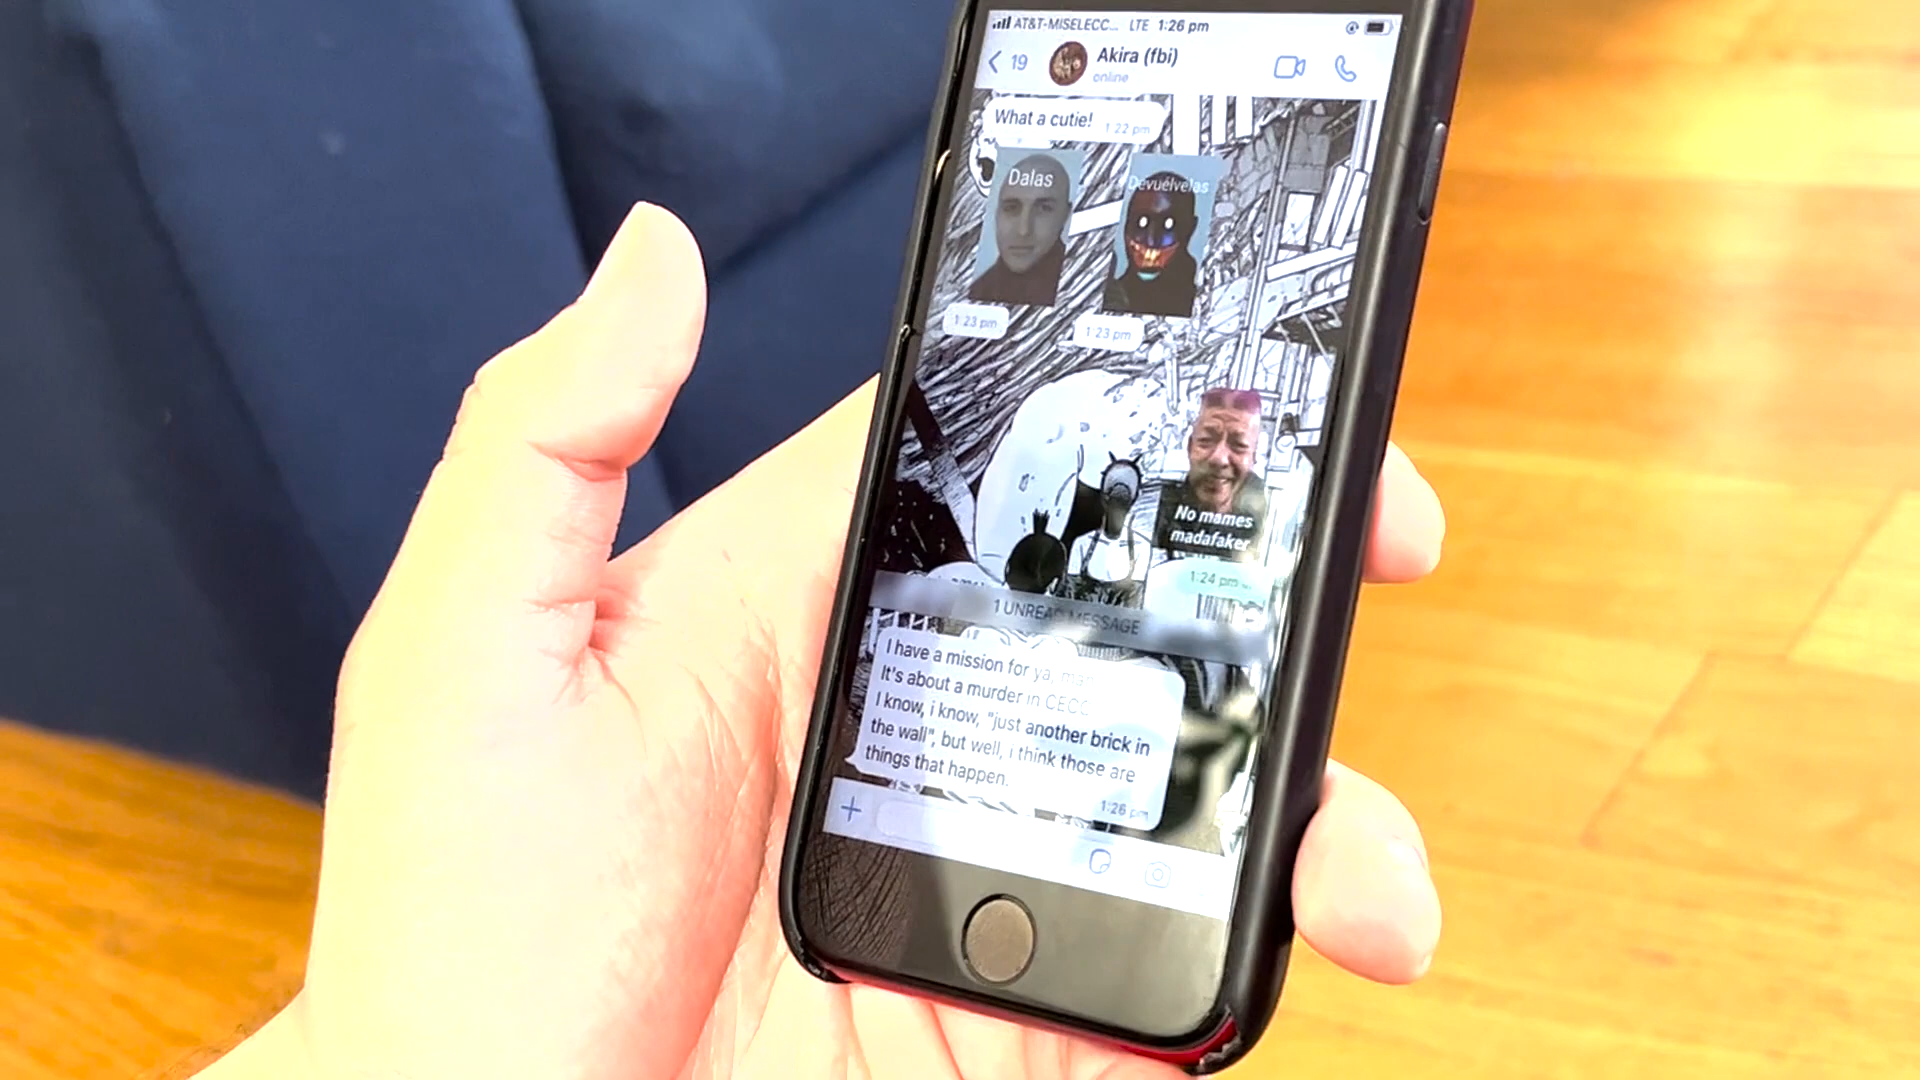 AT&T-MISELECC... LTE 1:26 pm
19
Akira (fbi)
online
What a cutie! 1:22 pm
Dalas
Devuélvelas
1:23 pm
1:23 pm
No mames
madafaker
1:24 pm
1 UNREAD MESSAGE
I have a mission for ya,
It's about a murder in
I know, i know, "just another brick in
the wall", but well, i think those are
things that happen.
1:26 pm